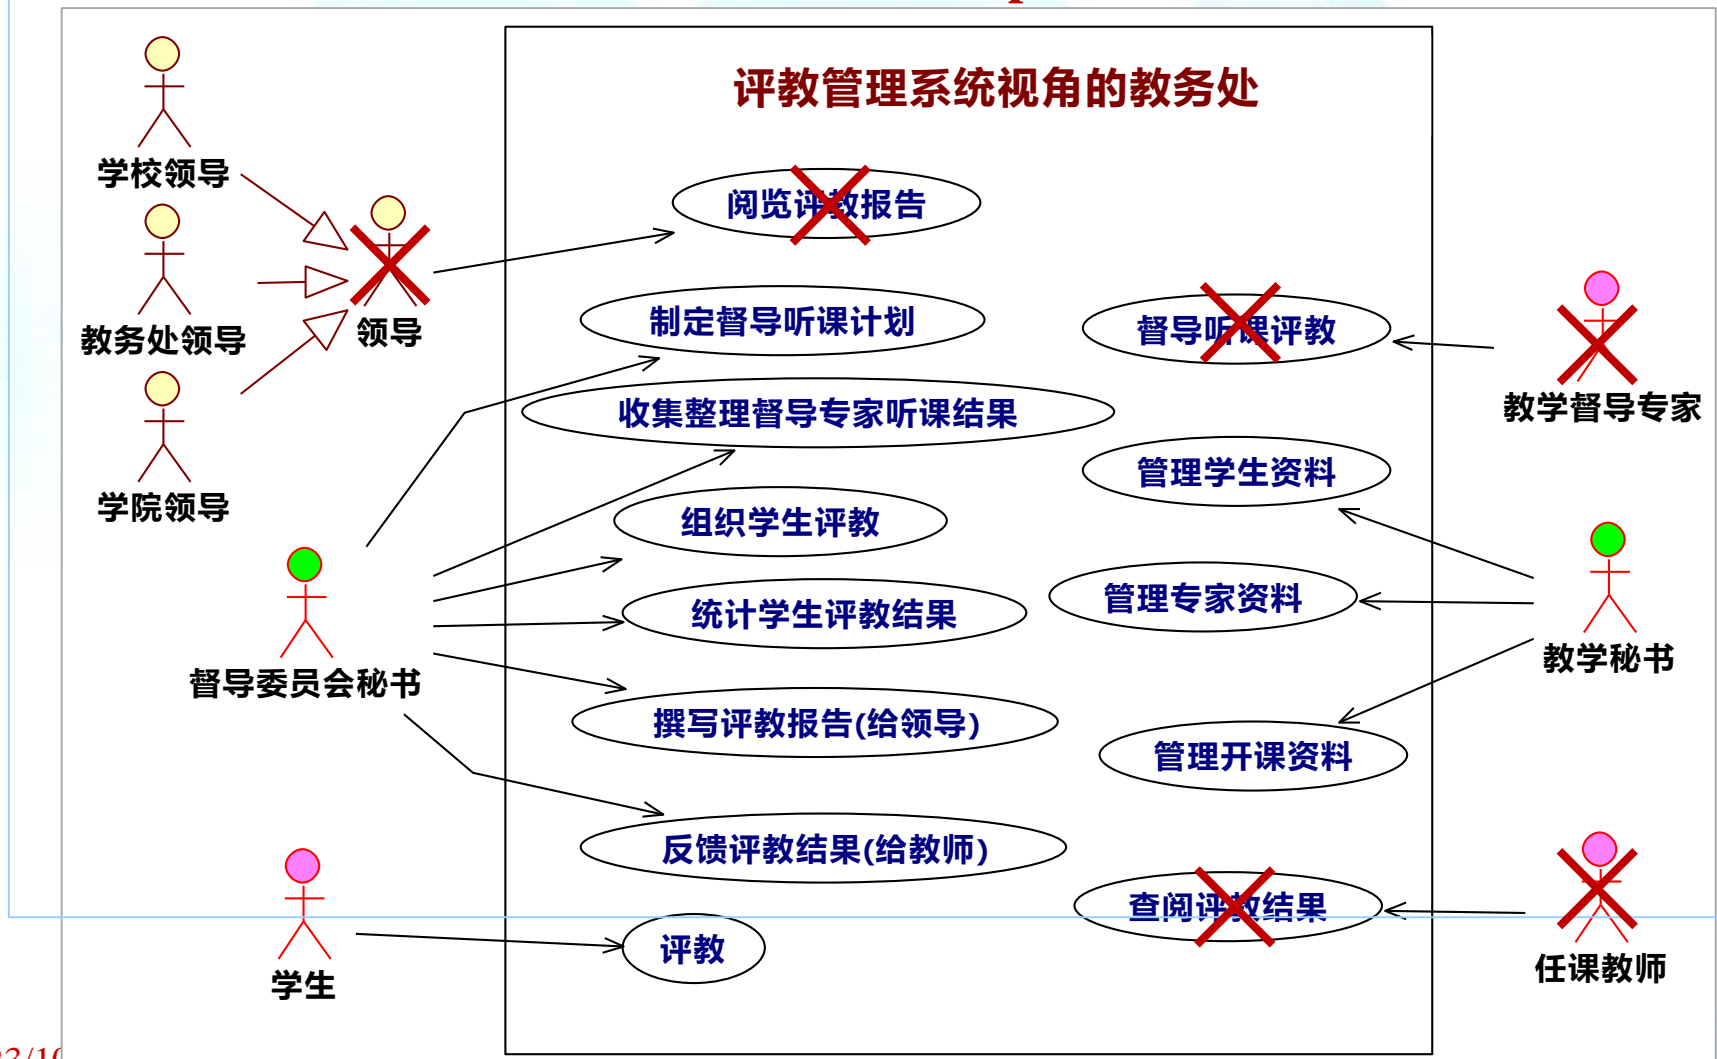 评教管理系统视角的教务处
学校领导
教务处领导
学院领导
领导
督导委员会秘书
学生
阅览评教报告
制定督导听课计划
收集整理督导专家听课结果
组织学生评教
统计学生评教结果
撰写评教报告(给领导)
反馈评教结果(给教师)
评教
督导听课评教
管理学生资料
管理专家资料
管理开课资料
查阅评教结果
教学督导专家
教学秘书
任课教师